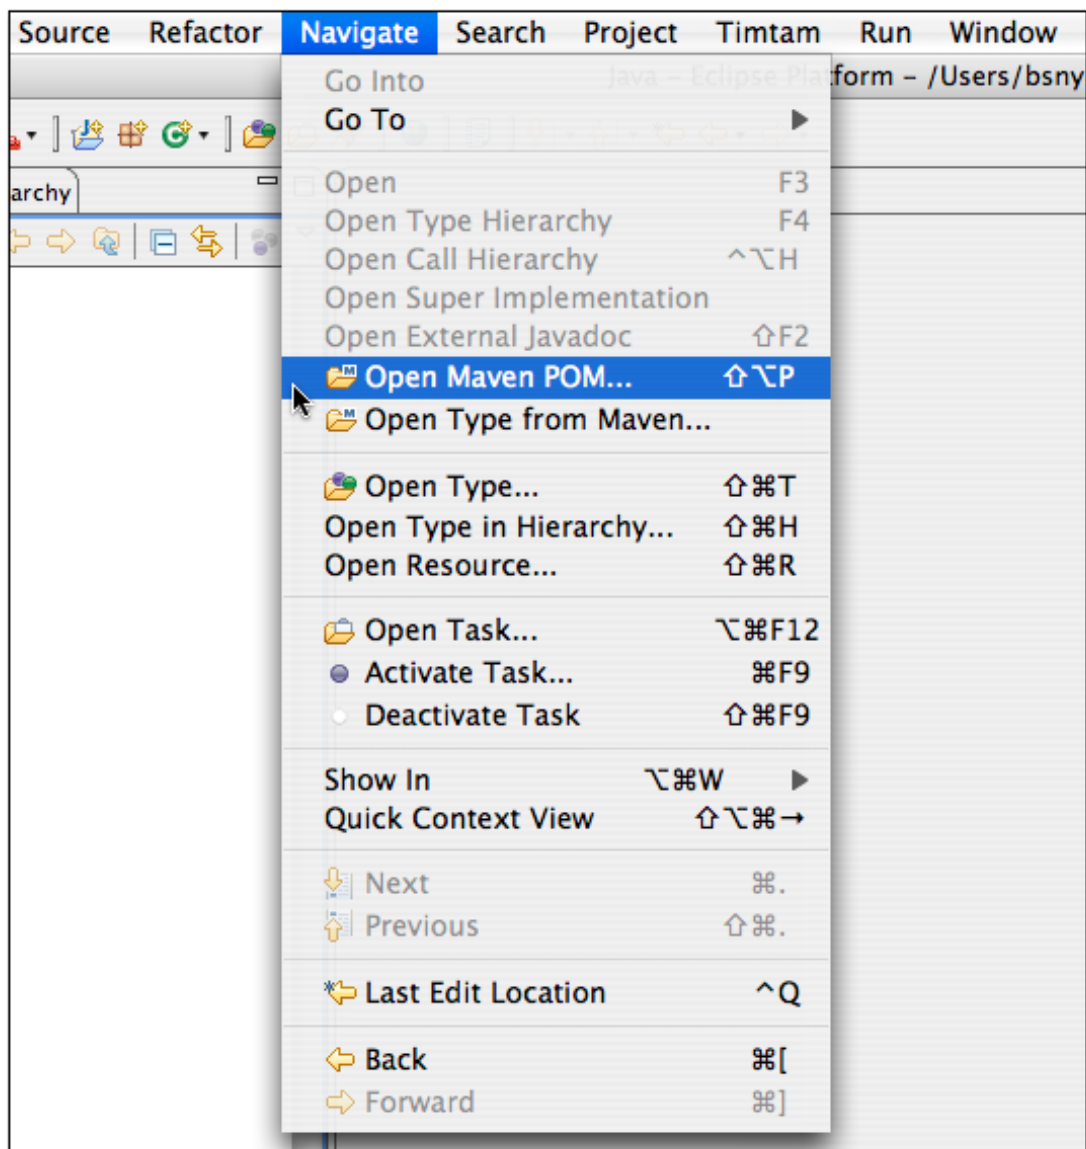 Source Refactor Navigate Search Project Timtam Run Window
Java – Eclipse Platform – /Users/bsny
archy
Go Into
Go To ▶
Open F3
Open Type Hierarchy F4
Open Call Hierarchy ^⌥H
Open Super Implementation
Open External Javadoc ⇧F2
Open Maven POM... ⇧⌥P
Open Type from Maven...
Open Type... ⇧⌘T
Open Type in Hierarchy... ⇧⌘H
Open Resource... ⇧⌘R
Open Task... ⌥⌘F12
Activate Task... ⌘F9
Deactivate Task ⇧⌘F9
Show In ⌥⌘W ▶
Quick Context View ⇧⌥⌘→
Next ⌘.
Previous ⇧⌘.
Last Edit Location ^Q
Back ⌘[
Forward ⌘]